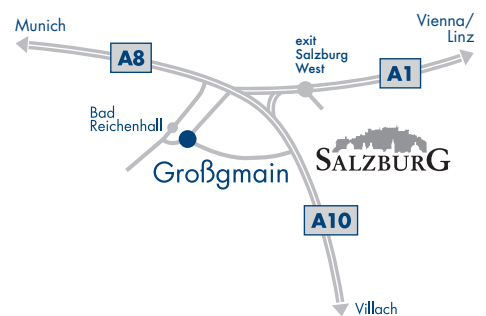 Munich
Vienna/
Linz
A8
exit
Salzburg
West
A1
Bad
Reichenhall
SALZBURG
Großgmain
A10
Villach